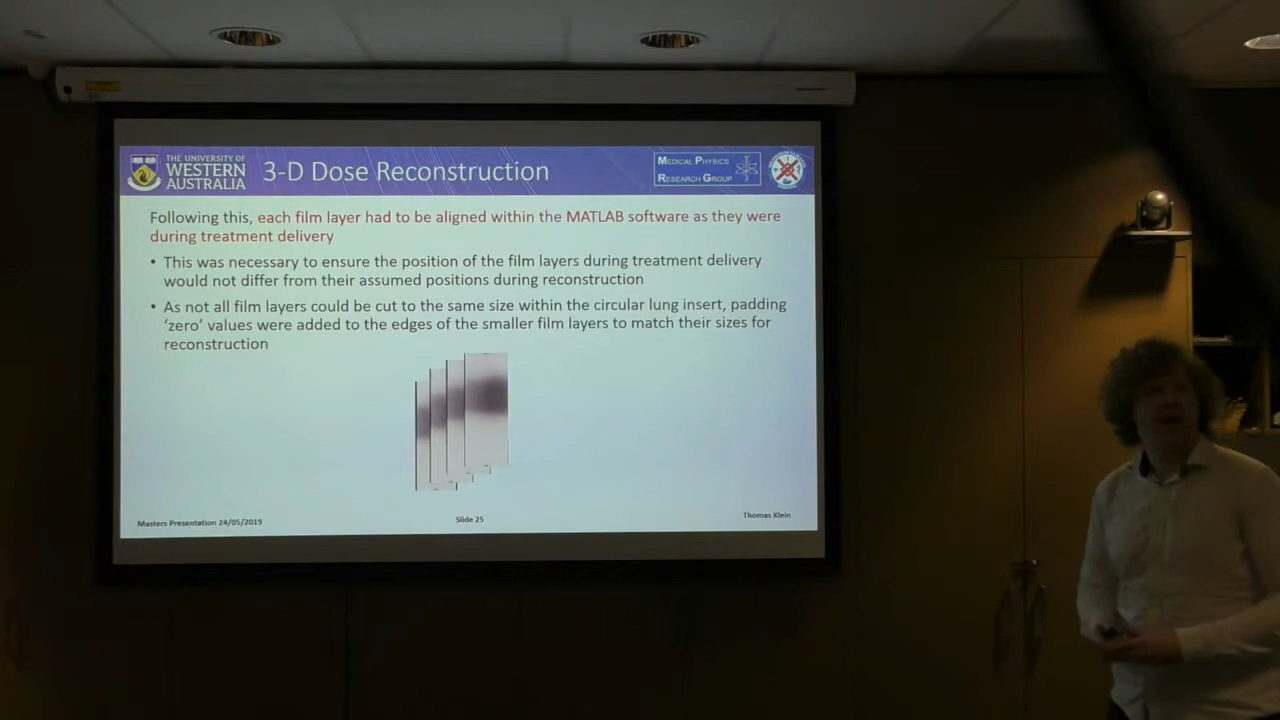 THE UNIVERSITY OF
WESTERN
AUSTRALIA
3-D Dose Reconstruction
MEDICAL PHYSICS
RESEARCH GROUP
Following this, each film layer had to be aligned within the MATLAB software as they were
during treatment delivery
• This was necessary to ensure the position of the film layers during treatment delivery
would not differ from their assumed positions during reconstruction
• As not all film layers could be cut to the same size within the circular lung insert, padding
'zero' values were added to the edges of the smaller film layers to match their sizes for
reconstruction
Masters Presentation 24/05/2019
Slide 25
Thomas Klein